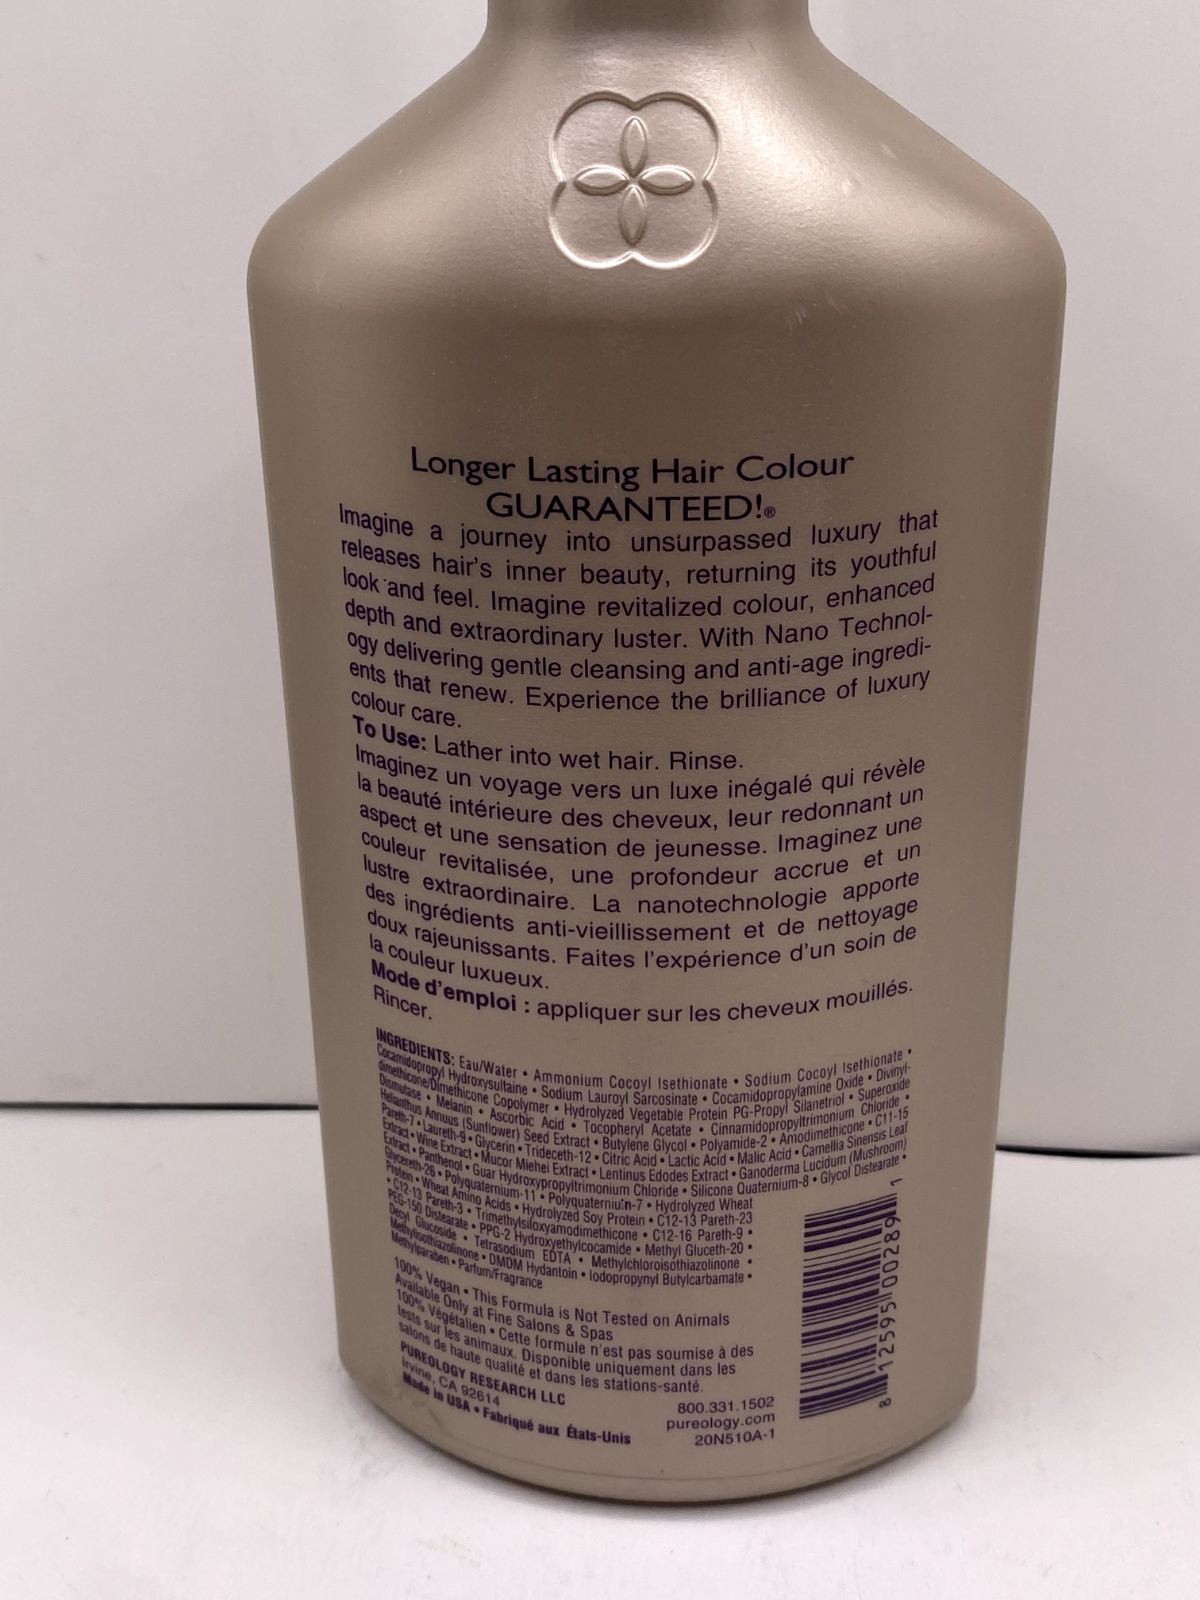 Longer Lasting Hair Colour
GUARANTEED!®
Imagine a journey into unsurpassed luxury that
releases hair's inner beauty, returning its youthful
look and feel. Imagine revitalized colour, enhanced
depth and extraordinary luster. With Nano Technol-
ogy delivering gentle cleansing and anti-age ingredi-
ents that renew. Experience the brilliance of luxury
colour care.
To Use: Lather into wet hair. Rinse.
Imaginez un voyage vers un luxe inégalé qui révèle
la beauté intérieure des cheveux, leur redonnant un
aspect et une sensation de jeunesse. Imaginez une
couleur revitalisée, une profondeur accrue et un
lustre extraordinaire. La nanotechnologie apporte
des ingrédients anti-vieillissement et de nettoyage
doux rajeunissants. Faites l'expérience d'un soin de
la couleur luxueux.
Mode d'emploi : appliquer sur les cheveux mouillés.
Rincer.
INGREDIENTS: Eau/Water • Ammonium Cocoyl Isethionate • Sodium Cocoyl Isethionate •
Cocamidopropyl Hydroxysultaine • Sodium Lauroyl Sarcosinate • Cocamidopropylamine Oxide • Divinyl-
dimethicone/Dimethicone Copolymer • Hydrolyzed Vegetable Protein PG-Propyl Silanetriol • Superoxide
Dismutase • Melanin • Ascorbic Acid • Tocopheryl Acetate • Cinnamidopropyltrimonium Chloride •
Helianthus Annuus (Sunflower) Seed Extract • Butylene Glycol • Polyamide-2 • Amodimethicone • C11-15
Pareth-7 • Laureth-9 • Glycerin • Trideceth-12 • Citric Acid • Lactic Acid • Malic Acid • Camellia Sinensis Leaf
Extract • Wine Extract • Mucor Miehei Extract • Lentinus Edodes Extract • Ganoderma Lucidum (Mushroom)
Extract • Panthenol • Guar Hydroxypropyltrimonium Chloride • Silicone Quaternium-8 • Glycol Distearate •
Glycereth-26 • Polyquaternium-11 • Polyquaternium-7 • Hydrolyzed Wheat
Protein • Wheat Amino Acids • Hydrolyzed Soy Protein • C12-13 Pareth-23
• C12-13 Pareth-3 • Trimethylsiloxyamodimethicone • C12-16 Pareth-9 •
PEG-150 Distearate • PPG-2 Hydroxyethylcocamide • Methyl Gluceth-20 •
Decyl Glucoside • Tetrasodium EDTA • Methylchloroisothiazolinone •
Methylisothiazolinone • DMDM Hydantoin • Iodopropynyl Butylcarbamate •
Methylparaben • Parfum/Fragrance
100% Vegan • This Formula is Not Tested on Animals
Available Only at Fine Salons & Spas
100% Végétalien • Cette formule n'est pas soumise à des
tests sur les animaux. Disponible uniquement dans les
salons de haute qualité et dans les stations-santé.
PUREOLOGY RESEARCH LLC
Irvine, CA 92614
Made in USA • Fabriqué aux États-Unis
800.331.1502
pureology.com
20N510A-1
8 12595 00289 1